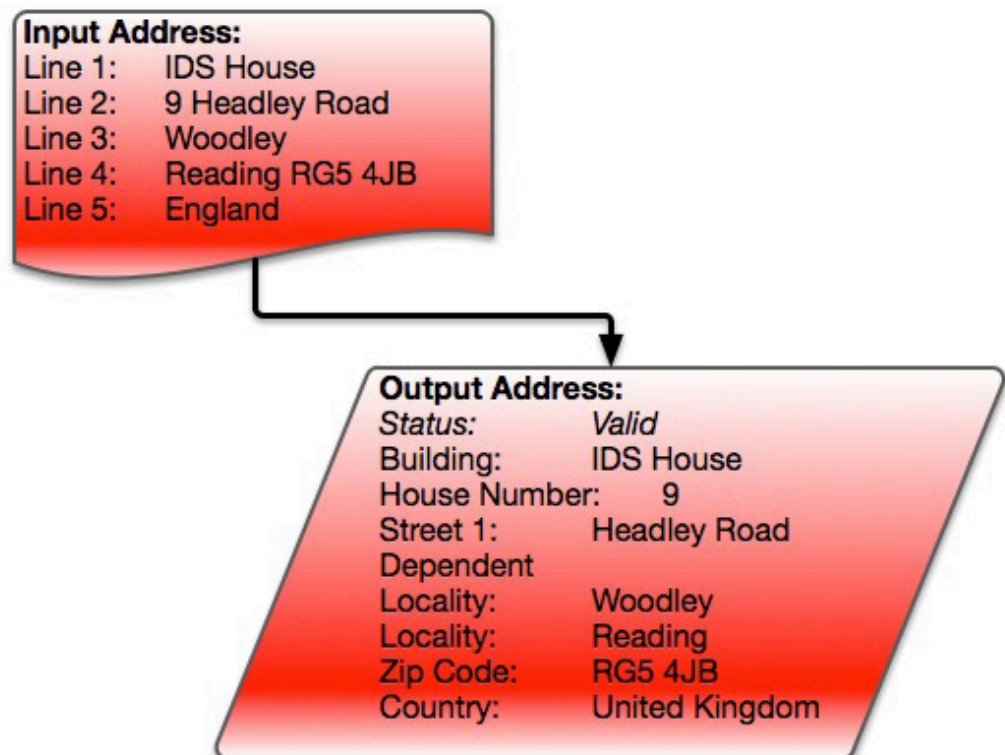 Input Address:
Line 1: IDS House
Line 2: 9 Headley Road
Line 3: Woodley
Line 4: Reading RG5 4JB
Line 5: England
Output Address:
Status: Valid
Building: IDS House
House Number: 9
Street 1: Headley Road
Dependent
Locality: Woodley
Locality: Reading
Zip Code: RG5 4JB
Country: United Kingdom